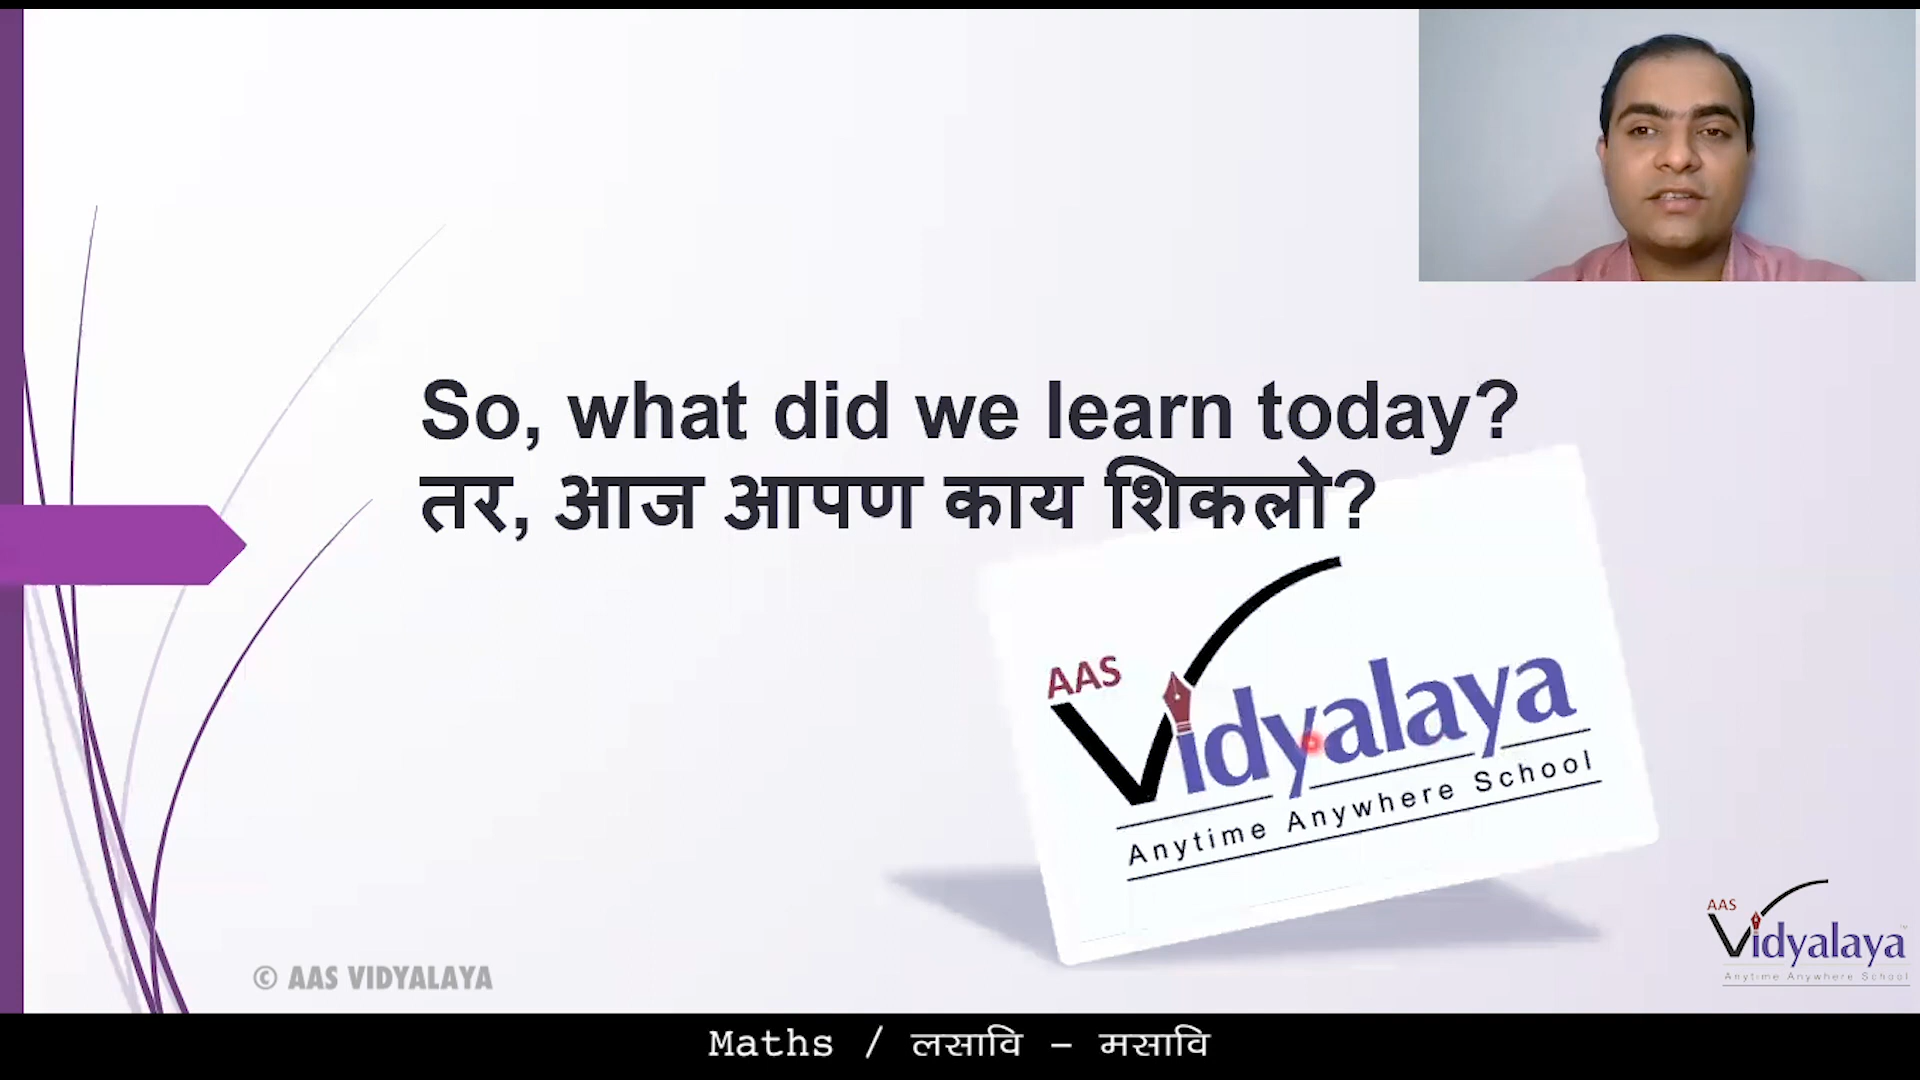 So, what did we learn today?
तर, आज आपण काय शिकलो?
AAS
Vidyalaya
Anytime Anywhere School
AAS
Vidyalaya
Anytime Anywhere School
© AAS VIDYALAYA
Maths / लसावि - मसावि